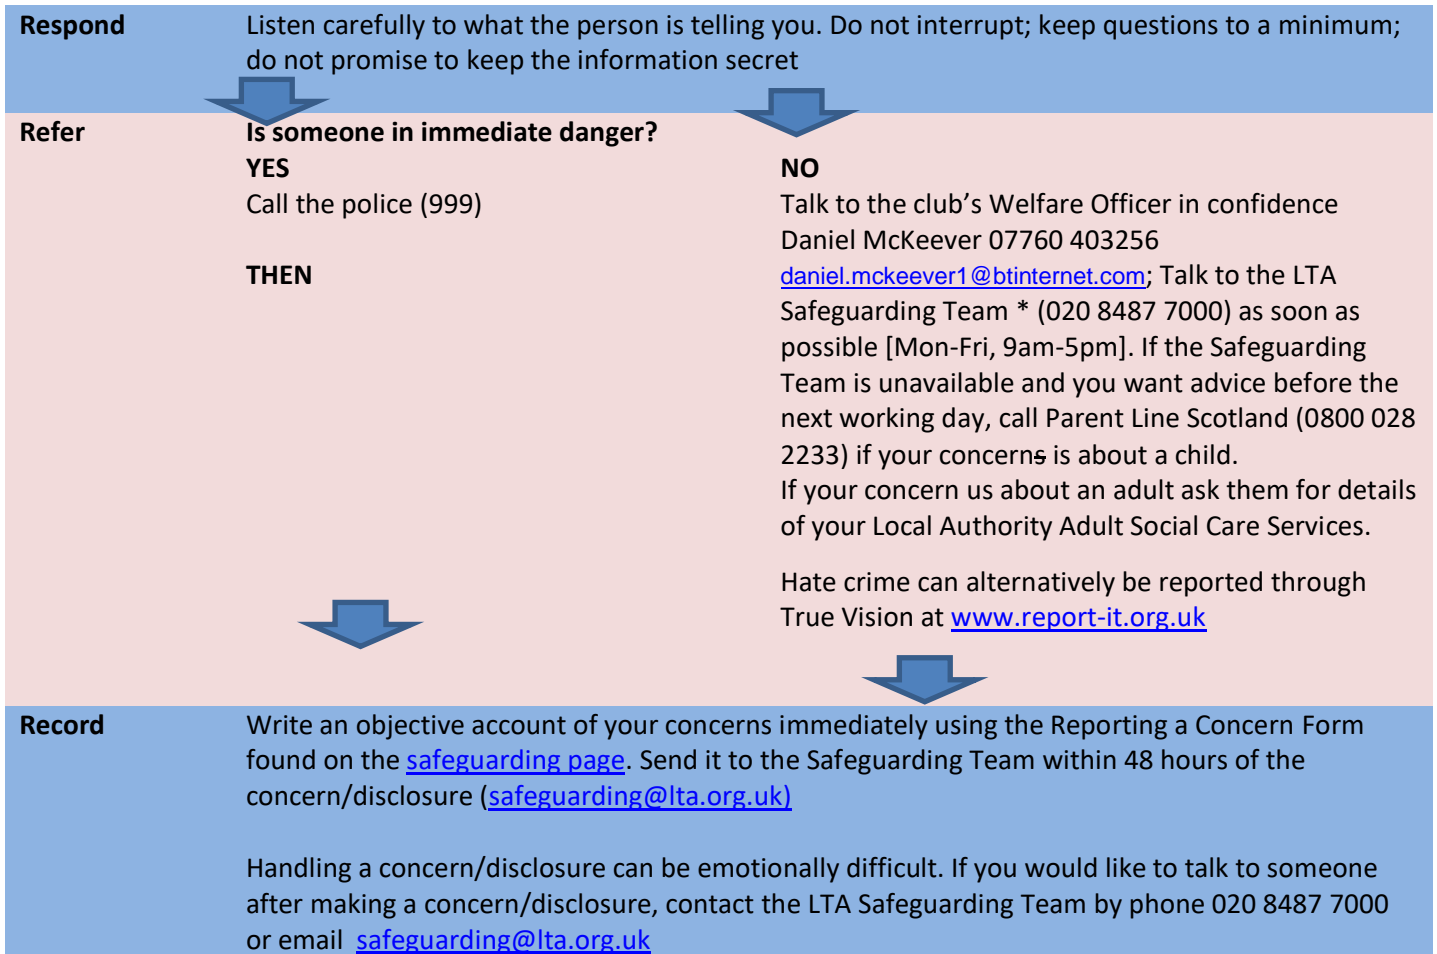 Respond
Listen carefully to what the person is telling you. Do not interrupt; keep questions to a minimum;
do not promise to keep the information secret
Refer
Is someone in immediate danger?
YES
Call the police (999)
THEN
NO
Talk to the club’s Welfare Officer in confidence
Daniel McKeever 07760 403256
daniel.mckeever1@btinternet.com; Talk to the LTA
Safeguarding Team * (020 8487 7000) as soon as
possible [Mon-Fri, 9am-5pm]. If the Safeguarding
Team is unavailable and you want advice before the
next working day, call Parent Line Scotland (0800 028
2233) if your concerns is about a child.
If your concern us about an adult ask them for details
of your Local Authority Adult Social Care Services.
Hate crime can alternatively be reported through
True Vision at www.report-it.org.uk
Record
Write an objective account of your concerns immediately using the Reporting a Concern Form
found on the safeguarding page. Send it to the Safeguarding Team within 48 hours of the
concern/disclosure (safeguarding@lta.org.uk)
Handling a concern/disclosure can be emotionally difficult. If you would like to talk to someone
after making a concern/disclosure, contact the LTA Safeguarding Team by phone 020 8487 7000
or email safeguarding@lta.org.uk